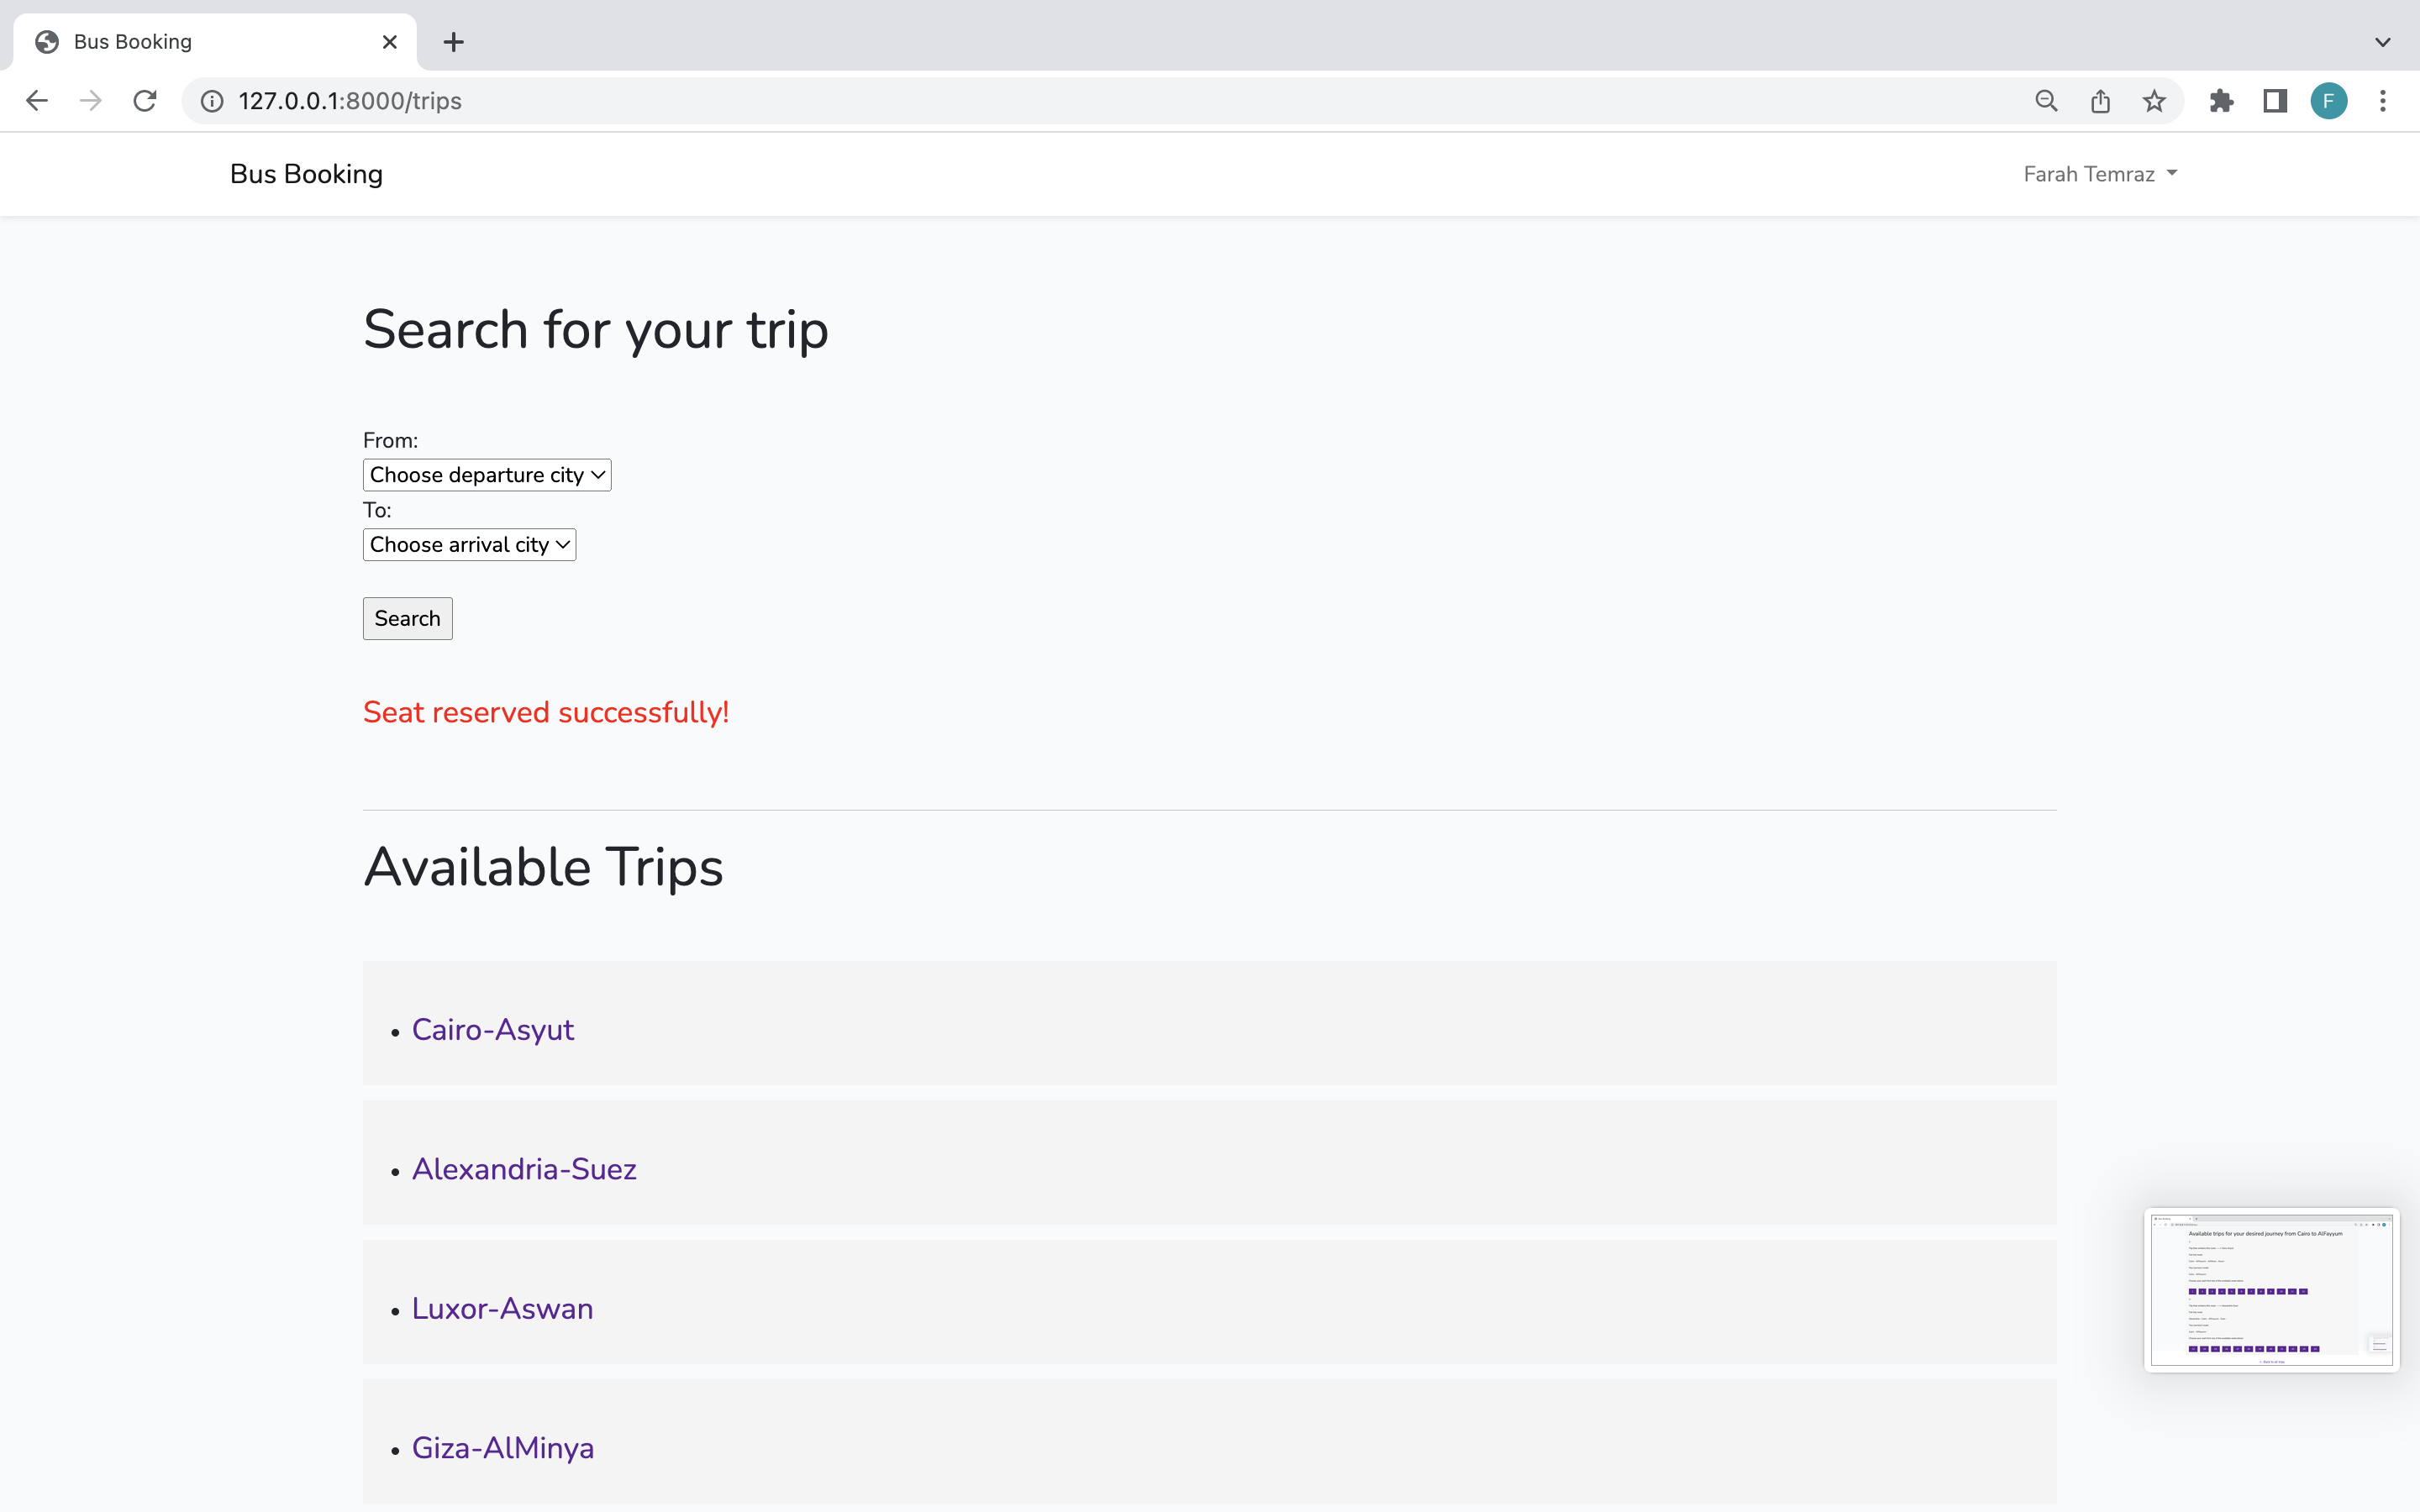 Bus Booking
127.0.0.1:8000/trips
F
Bus Booking
Farah Temraz
Search for your trip
From:
Choose departure city
To:
Choose arrival city
Search
Seat reserved successfully!
Available Trips
• Cairo-Asyut
• Alexandria-Suez
• Luxor-Aswan
• Giza-AlMinya
Available trips for your desired journey from Cairo to AlFayyum